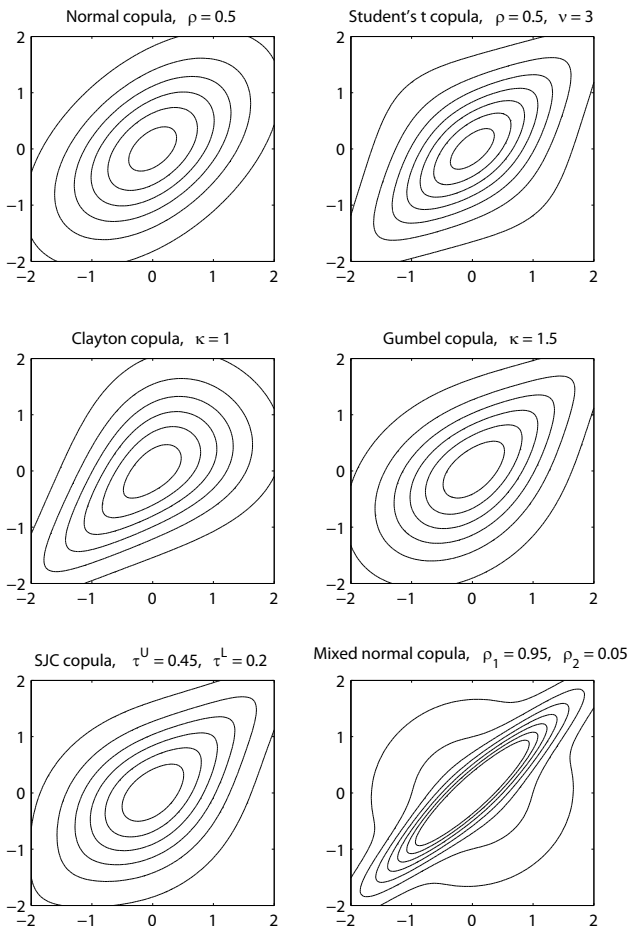 Normal copula, ρ = 0.5
Student's t copula, ρ = 0.5, ν = 3
2
1
0
−1
−2
−2 −1 0 1 2
2
1
0
−1
−2
−2 −1 0 1 2
Clayton copula, κ = 1
Gumbel copula, κ = 1.5
2
1
0
−1
−2
−2 −1 0 1 2
2
1
0
−1
−2
−2 −1 0 1 2
SJC copula, τ^U = 0.45, τ^L = 0.2
Mixed normal copula, ρ_1 = 0.95, ρ_2 = 0.05
2
1
0
−1
−2
−2 −1 0 1 2
2
1
0
−1
−2
−2 −1 0 1 2